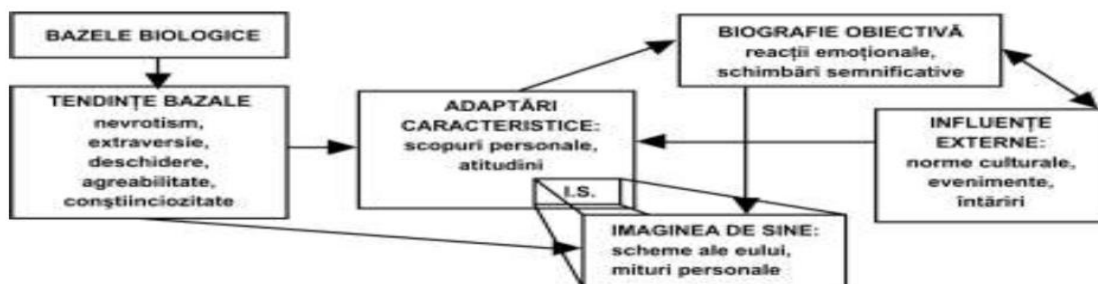 BAZELE BIOLOGICE
TENDINȚE BAZALE
nevrotism,
extraversie,
deschidere,
agreabilitate,
conștiinciozitate
ADAPTĂRI
CARACTERISTICE:
scopuri personale,
atitudini
I.S.
IMAGINEA DE SINE:
scheme ale eului,
mituri personale
BIOGRAFIE OBIECTIVĂ
reacții emoționale,
schimbări semnificative
INFLUENȚE
EXTERNE:
norme culturale,
evenimente,
întăriri